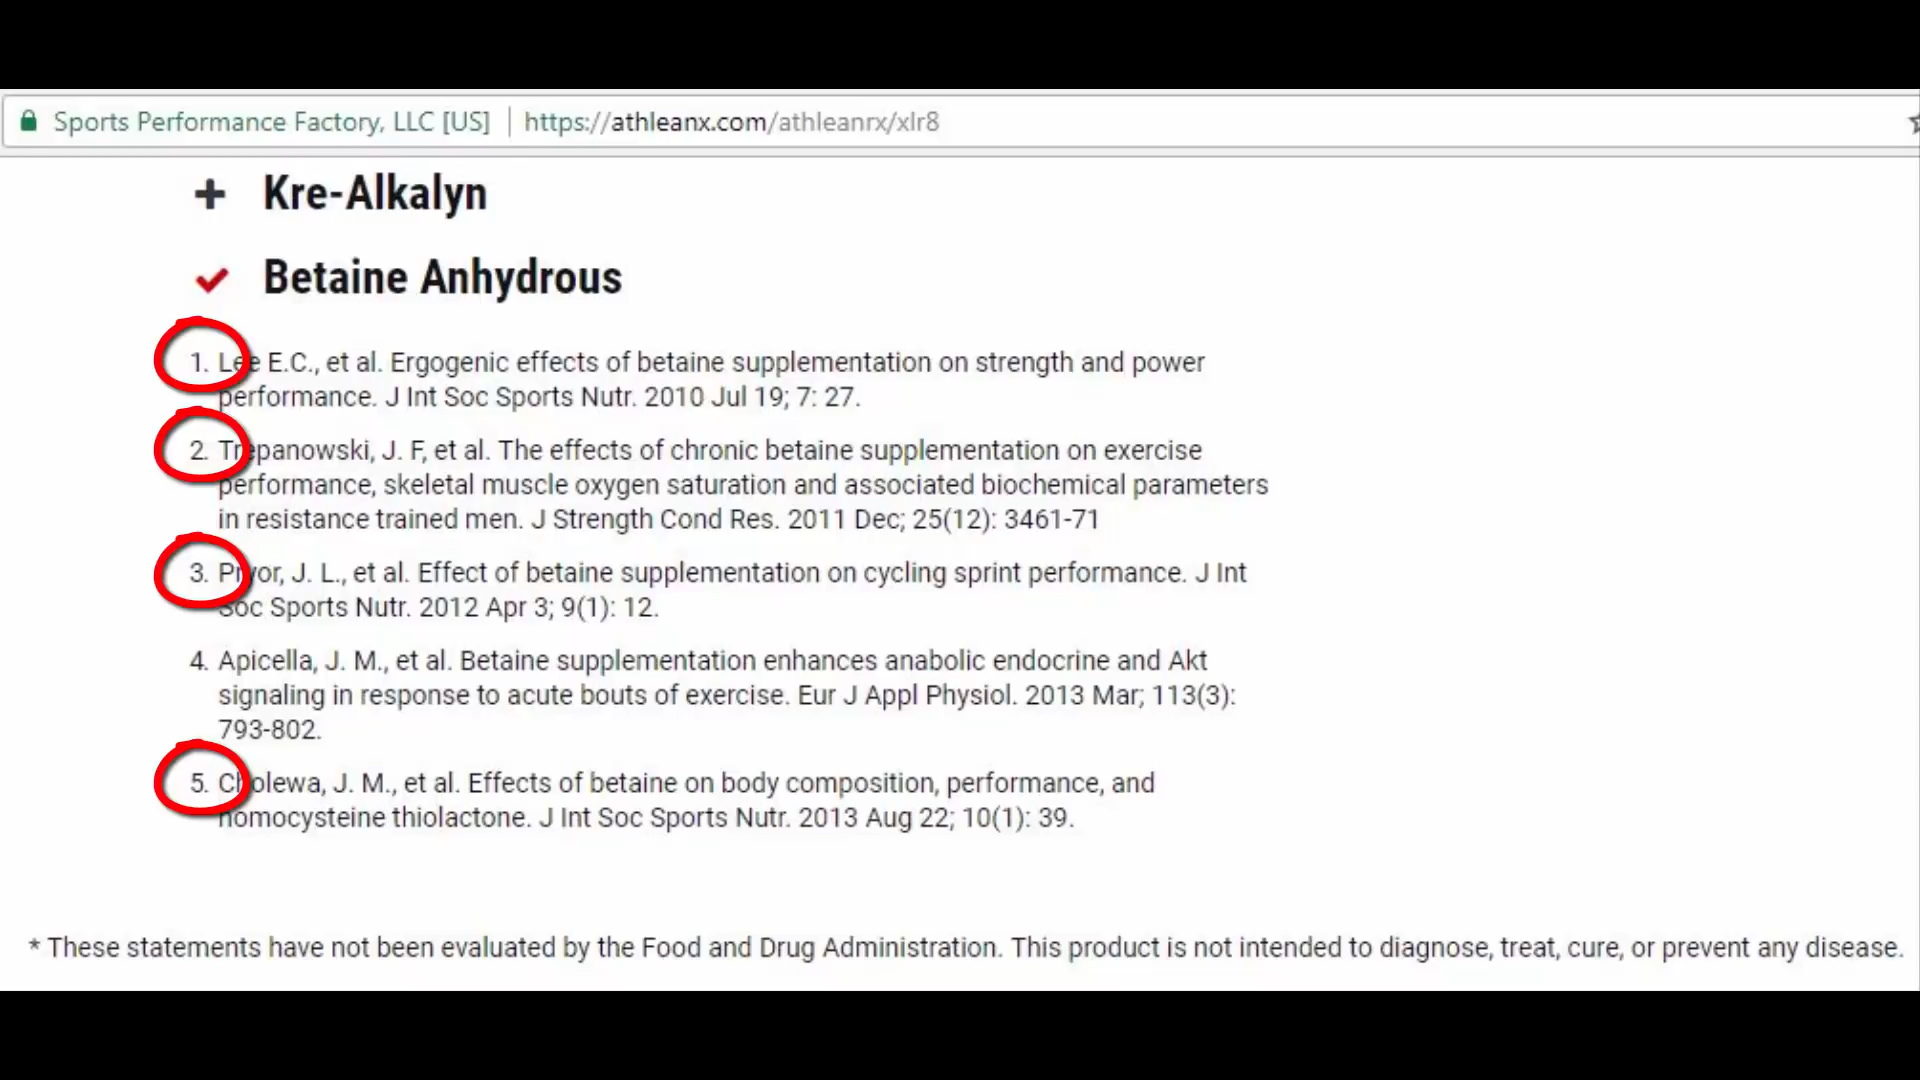 Sports Performance Factory, LLC [US] https://athleanx.com/athleanrx/xlr8
Kre-Alkalyn
Betaine Anhydrous
1. Lee E.C., et al. Ergogenic effects of betaine supplementation on strength and power
performance. J Int Soc Sports Nutr. 2010 Jul 19; 7: 27.
2. Trepanowski, J. F, et al. The effects of chronic betaine supplementation on exercise
performance, skeletal muscle oxygen saturation and associated biochemical parameters
in resistance trained men. J Strength Cond Res. 2011 Dec; 25(12): 3461-71
3. Pryor, J. L., et al. Effect of betaine supplementation on cycling sprint performance. J Int
Soc Sports Nutr. 2012 Apr 3; 9(1): 12.
4. Apicella, J. M., et al. Betaine supplementation enhances anabolic endocrine and Akt
signaling in response to acute bouts of exercise. Eur J Appl Physiol. 2013 Mar; 113(3):
793-802.
5. Cholewa, J. M., et al. Effects of betaine on body composition, performance, and
homocysteine thiolactone. J Int Soc Sports Nutr. 2013 Aug 22; 10(1): 39.
* These statements have not been evaluated by the Food and Drug Administration. This product is not intended to diagnose, treat, cure, or prevent any disease.